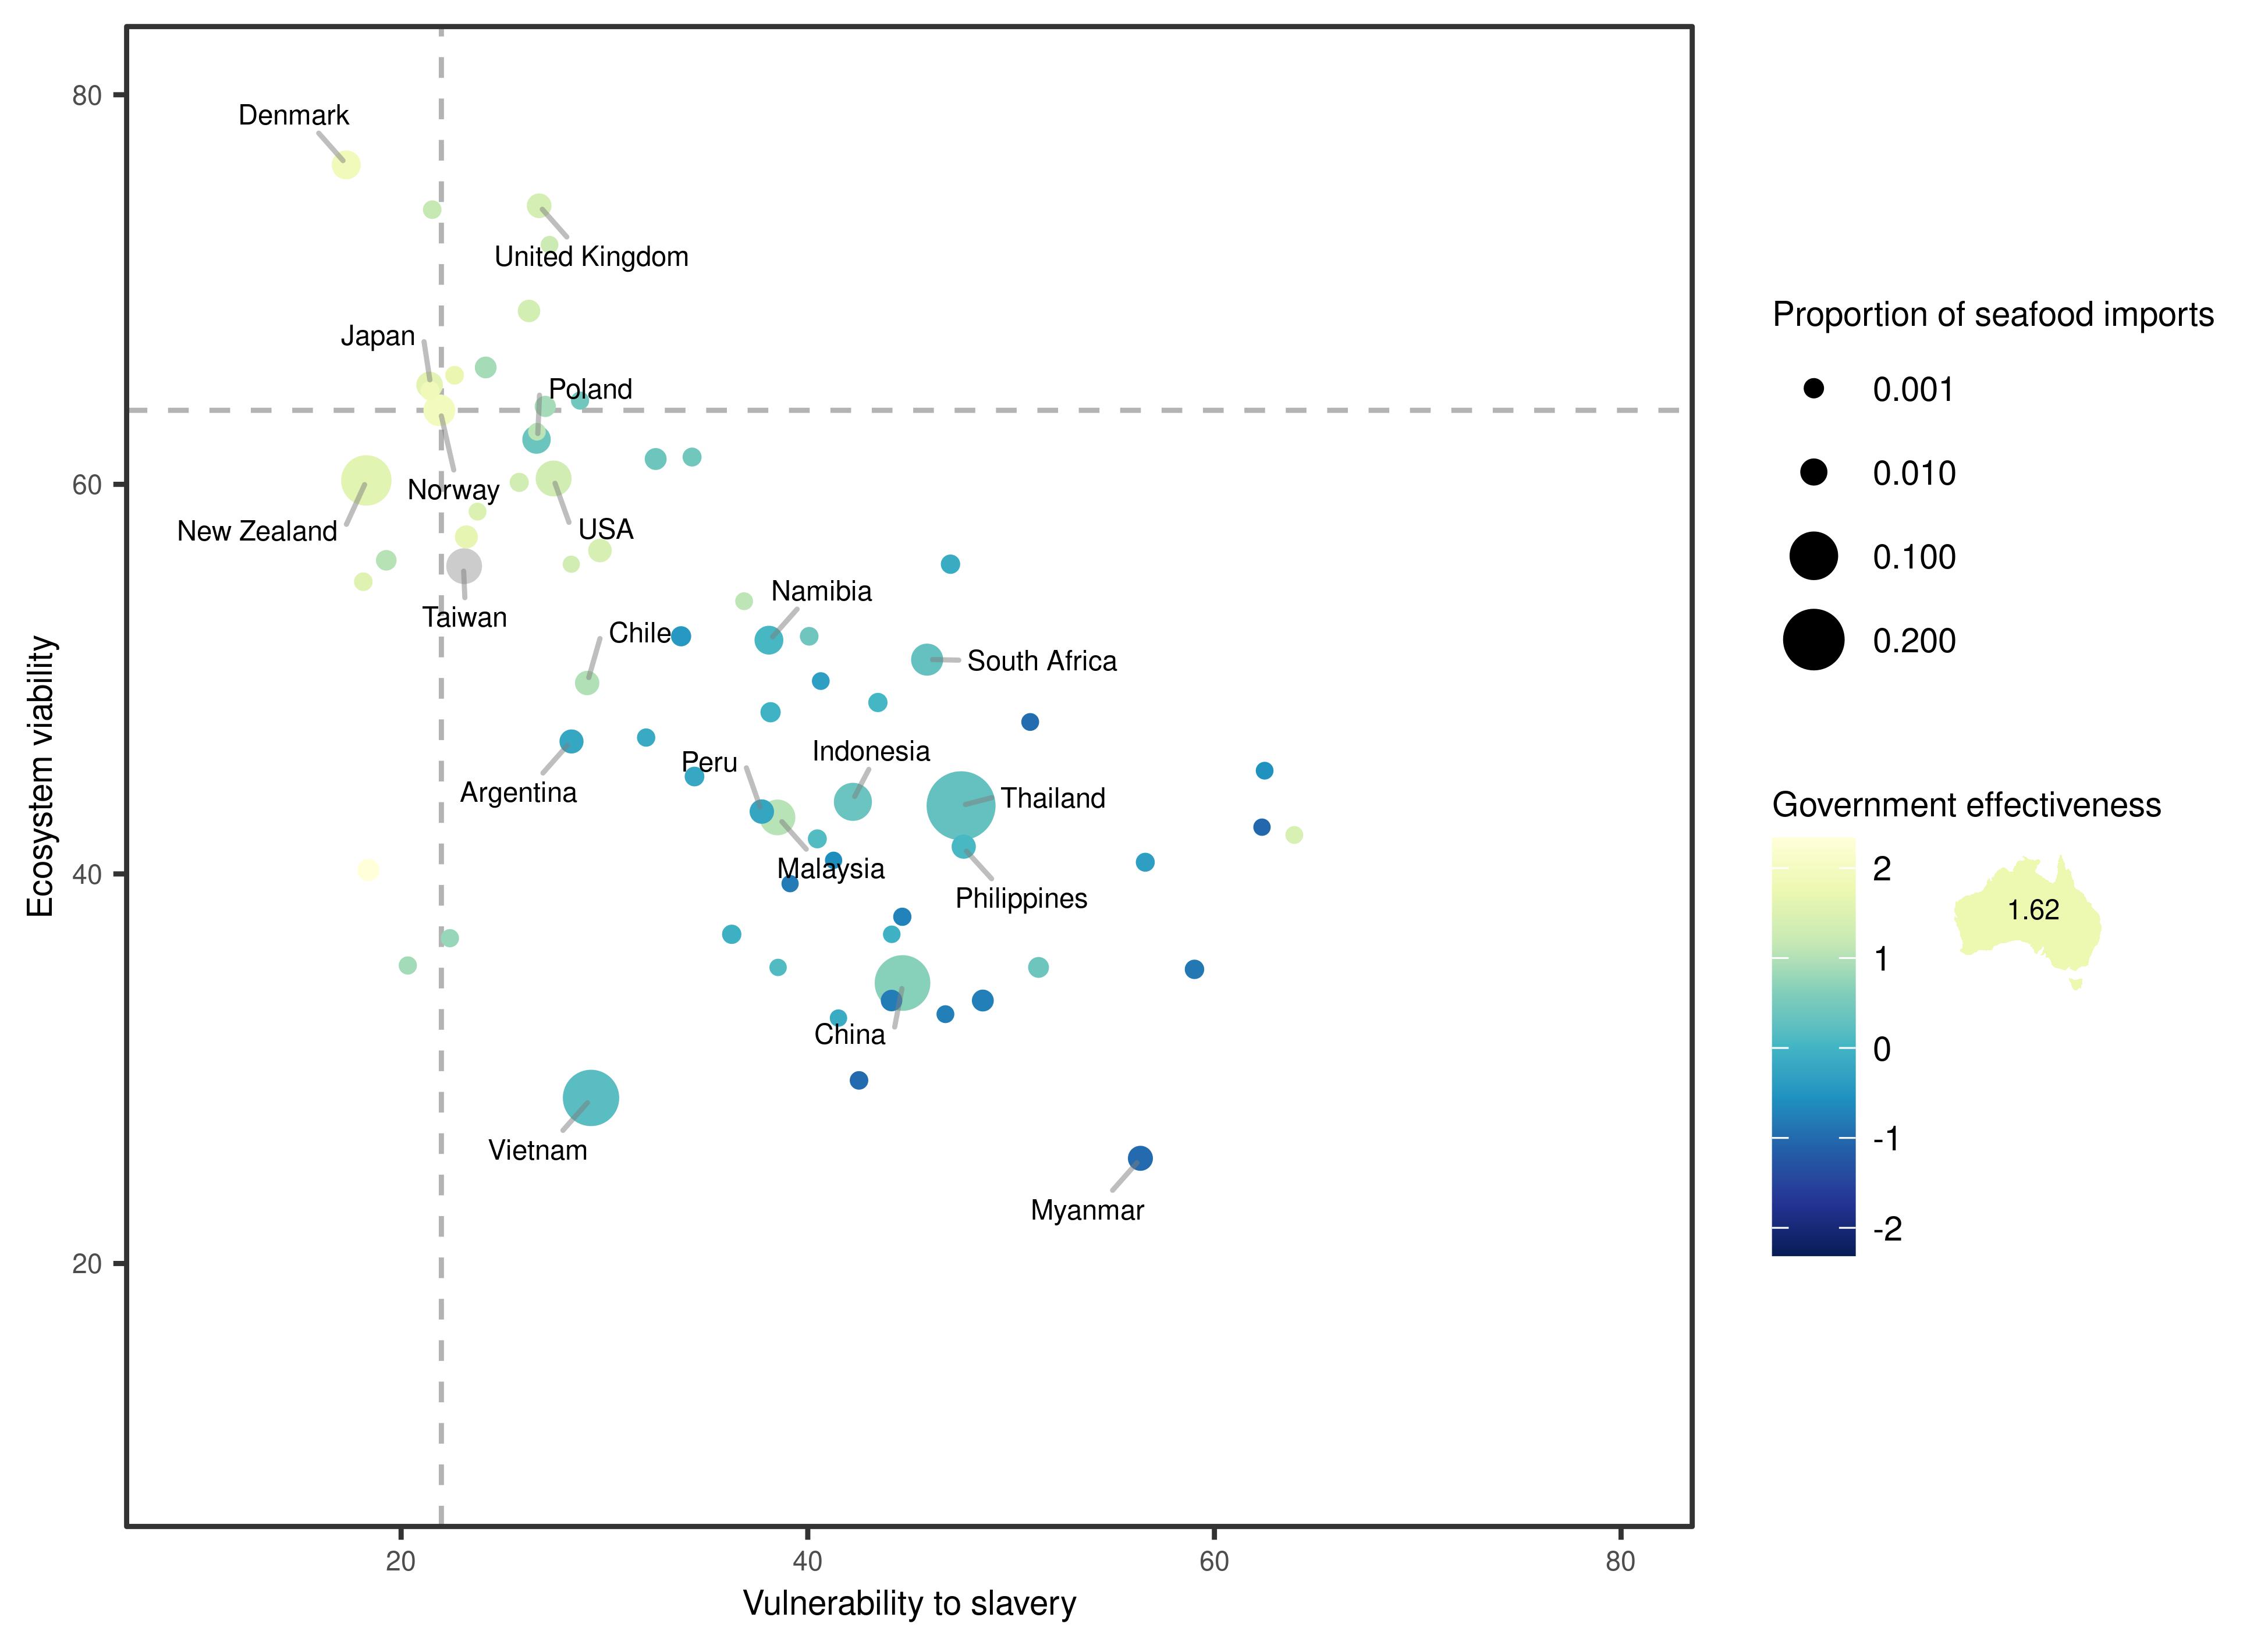 80
60
40
20
Ecosystem viability
Denmark
United Kingdom
Japan
Poland
Norway
New Zealand
USA
Taiwan
Namibia
Chile
South Africa
Indonesia
Peru
Argentina
Thailand
Malaysia
Philippines
China
Vietnam
Myanmar
20 40 60 80
Vulnerability to slavery
Proportion of seafood imports
0.001
0.010
0.100
0.200
Government effectiveness
2
1.62
1
0
-1
-2